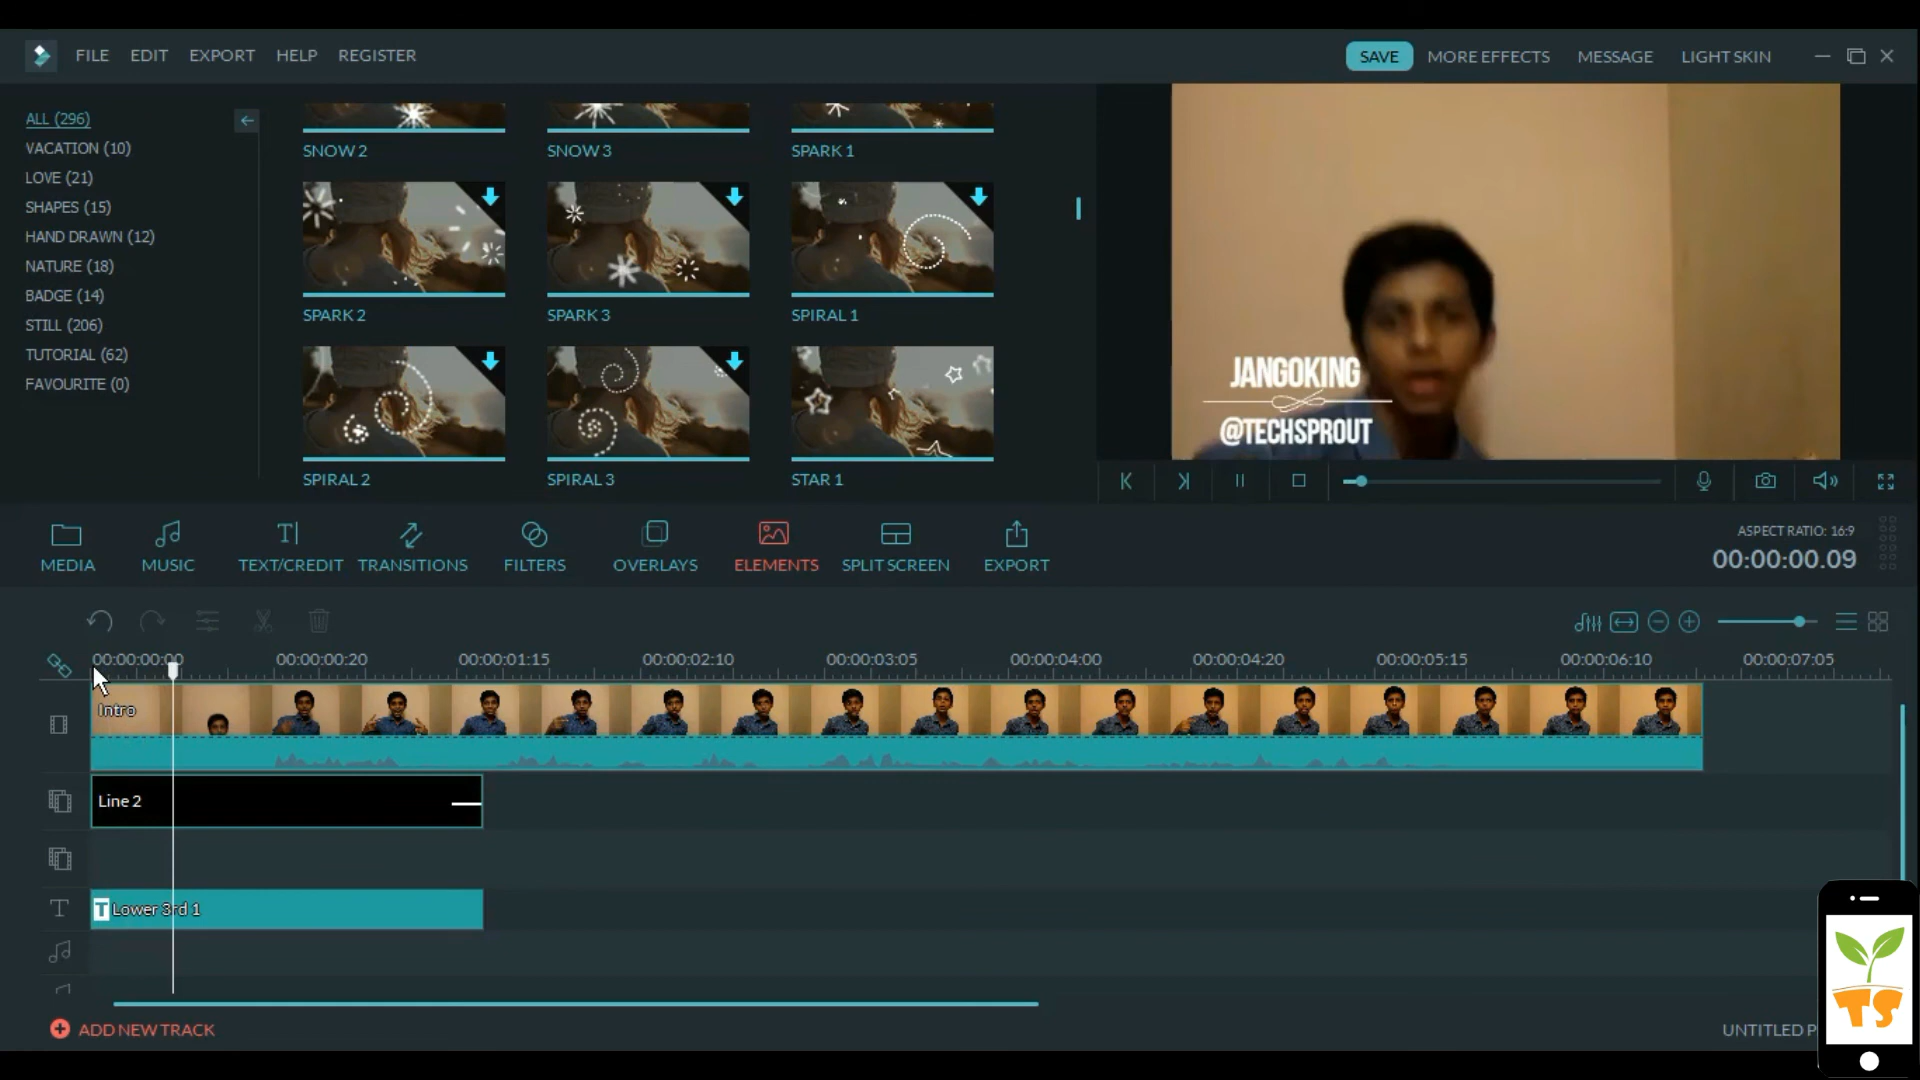 FILE EDIT EXPORT HELP REGISTER
SAVE MORE EFFECTS MESSAGE LIGHT SKIN
ALL (296)
VACATION (10)
LOVE (21)
SHAPES (15)
HAND DRAWN (12)
NATURE (18)
BADGE (14)
STILL (206)
TUTORIAL (62)
FAVOURITE (0)
SNOW 2 SNOW 3 SPARK 1
SPARK 2 SPARK 3 SPIRAL 1
SPIRAL 2 SPIRAL 3 STAR 1
JANGOKING
@TECHSPROUT
MEDIA MUSIC TEXT/CREDIT TRANSITIONS FILTERS OVERLAYS ELEMENTS SPLIT SCREEN EXPORT
ASPECT RATIO: 16:9
00:00:00.09
00:00:00:00 00:00:00:20 00:00:01:15 00:00:02:10 00:00:03:05 00:00:04:00 00:00:04:20 00:00:05:15 00:00:06:10 00:00:07:05
Intro
Line 2
T Lower 3rd 1
ADD NEW TRACK
UNTITLED P
TS